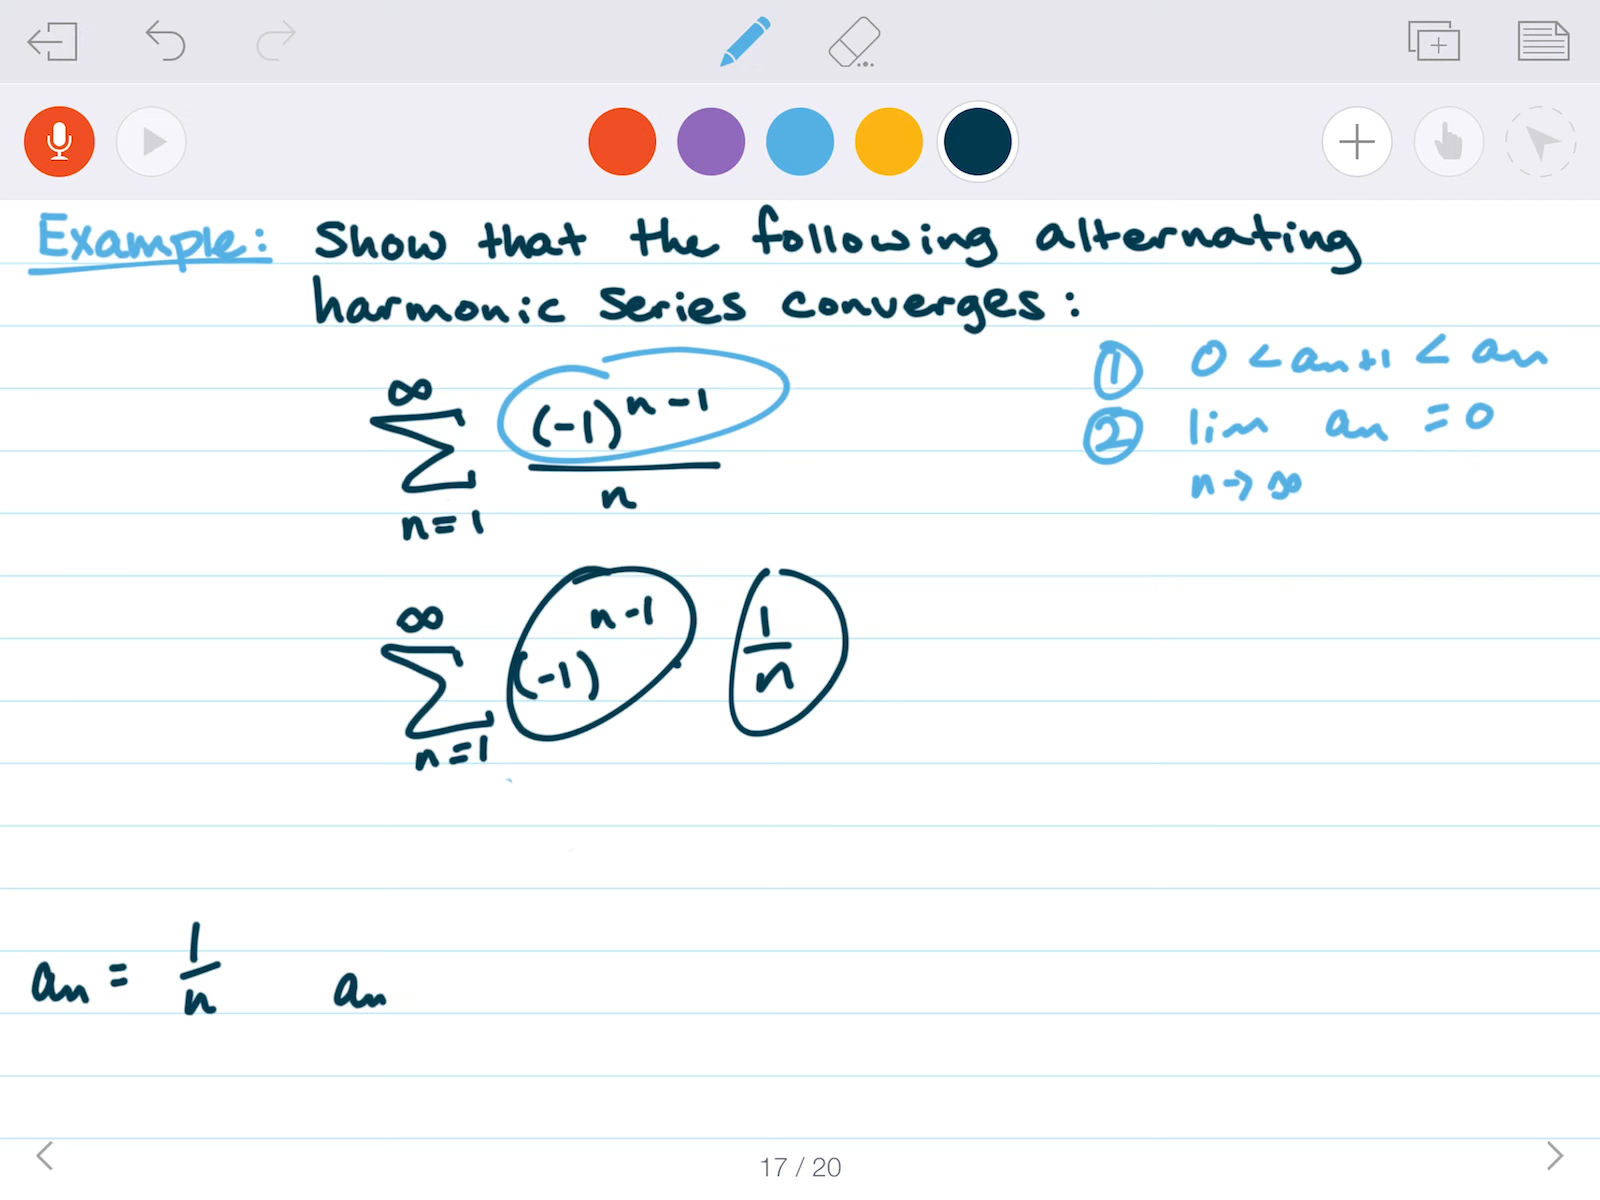 Example: Show that the following alternating
harmonic series converges:
① 0 < an+1 < an
∞ (-1)^n-1
Σ ―
n=1 n
② lim an = 0
n→∞
∞
Σ (-1)^n-1 1/n
n=1
an = 1/n an
17 / 20